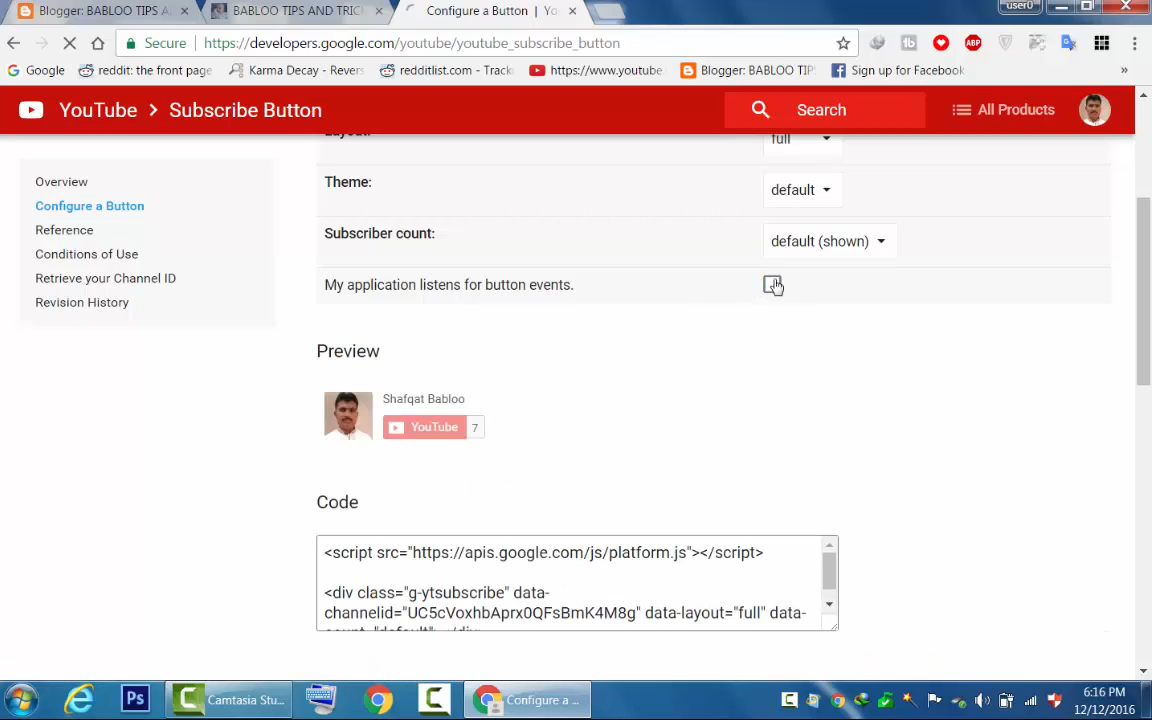 Blogger: BABLOO TIPS A
BABLOO TIPS AND TRIC
Configure a Button | Yo
user0
Secure
https://developers.google.com/youtube/youtube_subscribe_button
Google
reddit: the front page
Karma Decay - Revers
redditlist.com - Track
https://www.youtube
Blogger: BABLOO TIP
Sign up for Facebook
»
YouTube > Subscribe Button
Search
All Products
Overview
Configure a Button
Reference
Conditions of Use
Retrieve your Channel ID
Revision History
Layout:
full
Theme:
default
Subscriber count:
default (shown)
My application listens for button events.
Preview
Shafqat Babloo
YouTube 7
Code
<script src="https://apis.google.com/js/platform.js"></script>
<div class="g-ytsubscribe" data-
channelid="UC5cVoxhbAprx0QFsBmK4M8g" data-layout="full" data-
count="default"></div>
Ps
Camtasia Stu...
Configure a ...
6:16 PM
12/12/2016